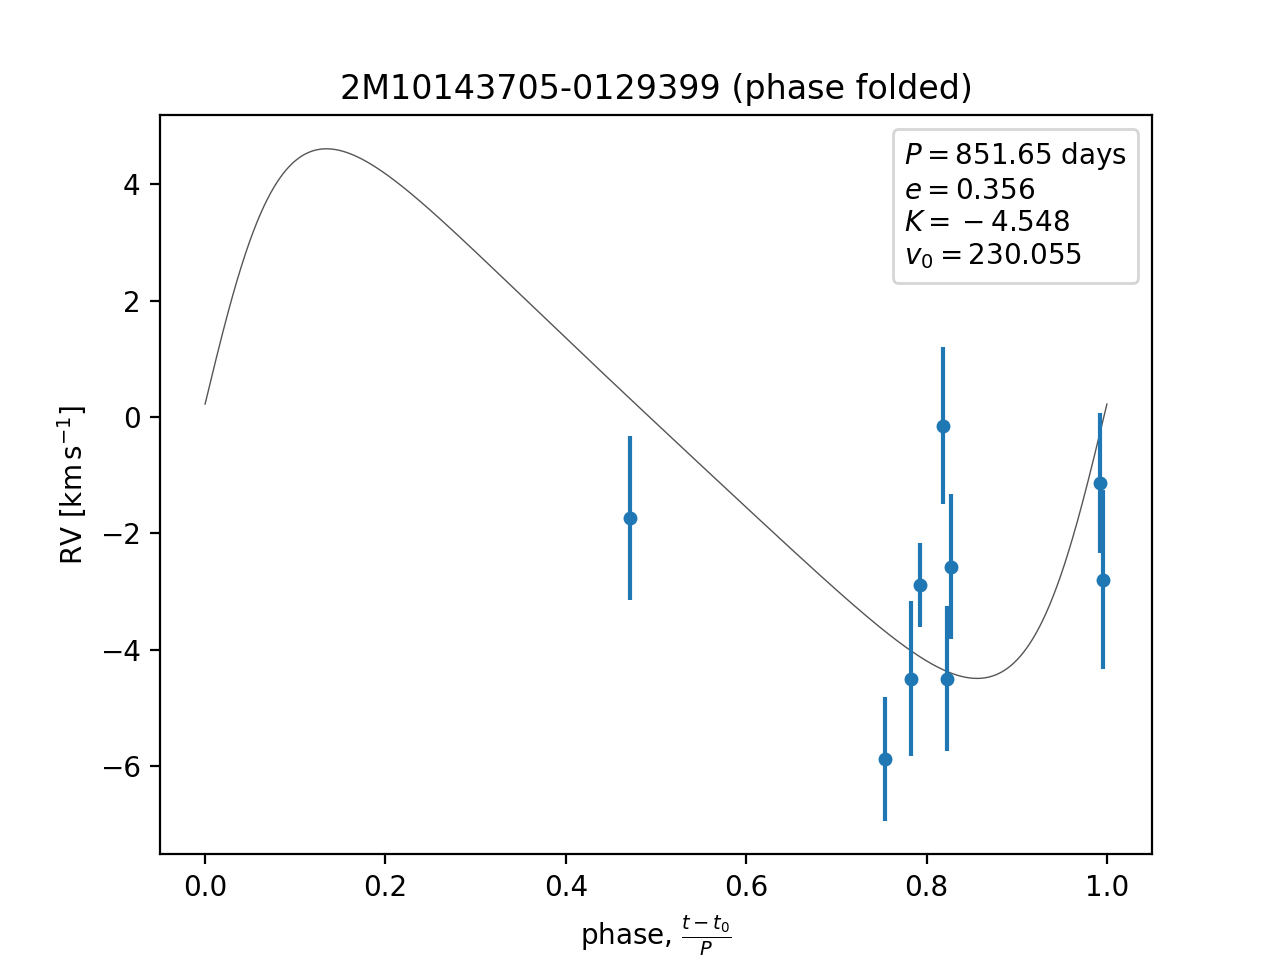 2M10143705-0129399 (phase folded)
P = 851.65 days
e = 0.356
K = −4.548
v₀ = 230.055
4
2
0
−2
−4
−6
RV [km s⁻¹]
0.0 0.2 0.4 0.6 0.8 1.0
phase, (t − t₀)/P